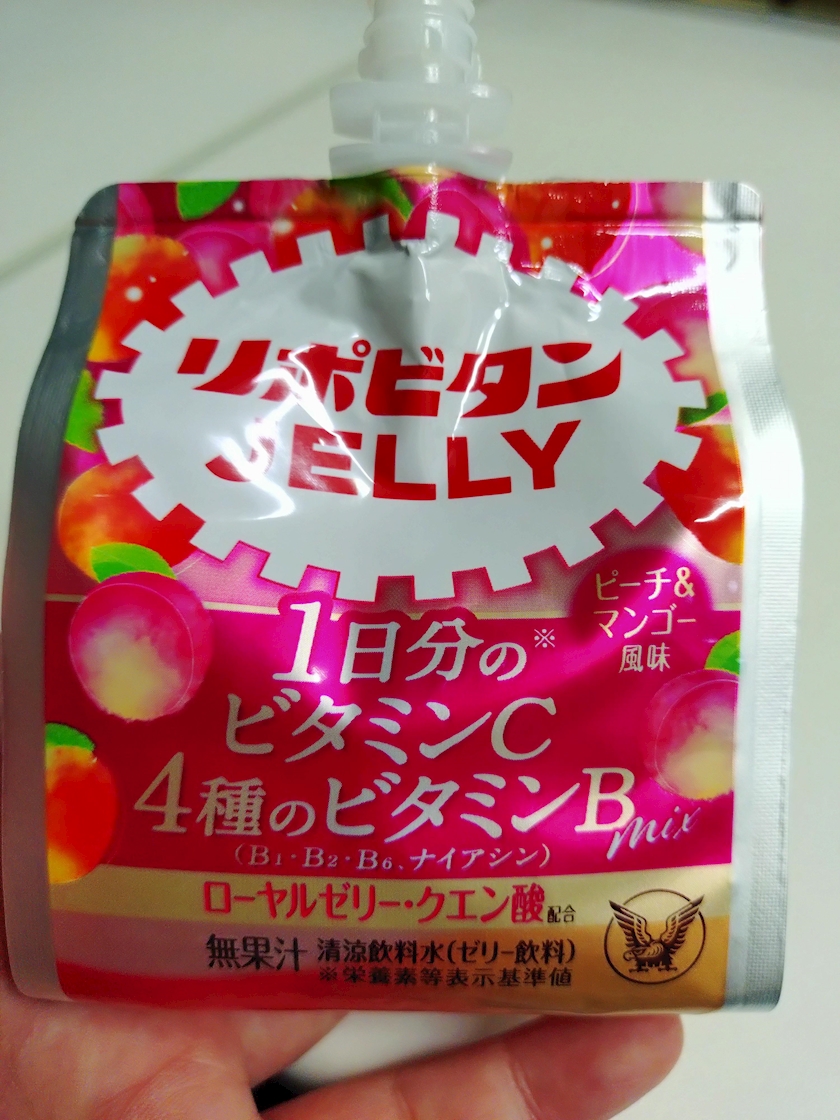 リポビタン
JELLY
ピーチ&
マンゴー
風味
1日分の※
ビタミンC
4種のビタミンB mix
(B1・B2・B6、ナイアシン)
ローヤルゼリー・クエン酸配合
無果汁 清涼飲料水(ゼリー飲料)
※栄養素等表示基準値